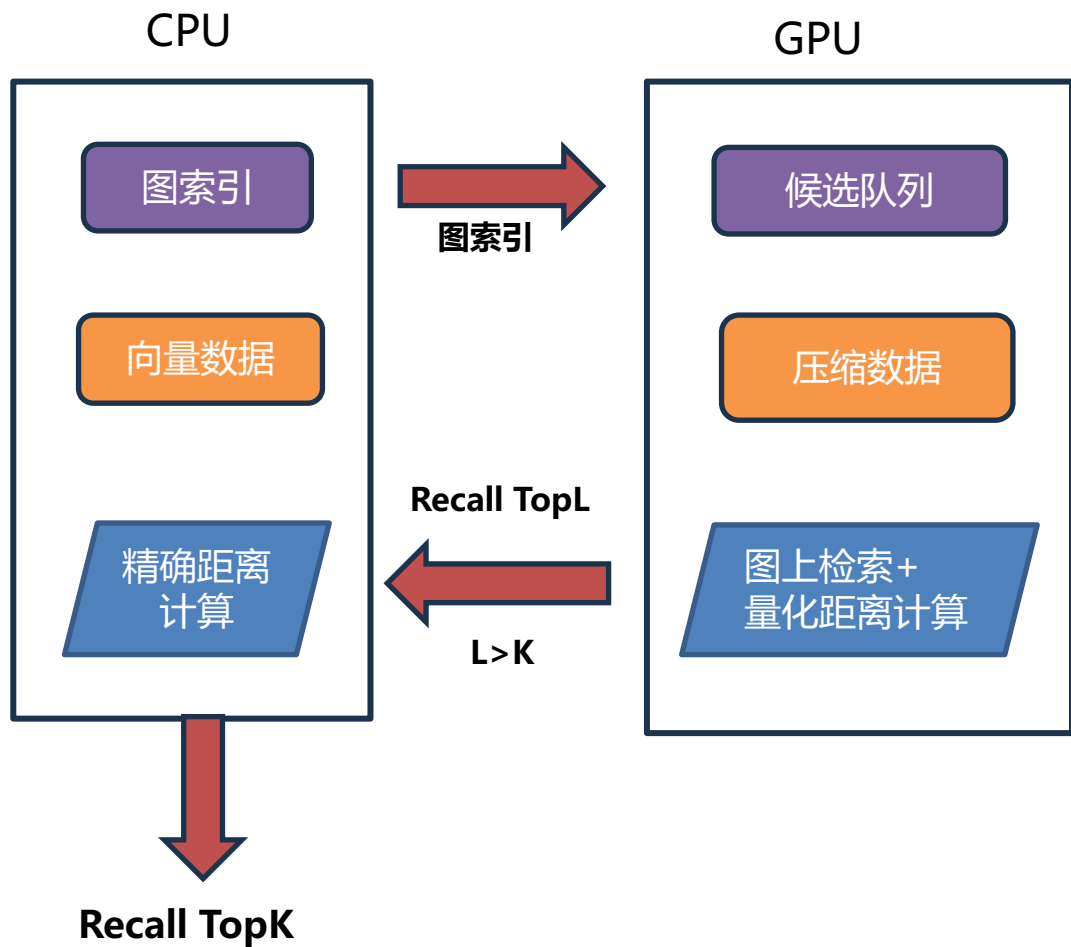 CPU
GPU
图索引
图索引
候选队列
向量数据
压缩数据
Recall TopL
精确距离
计算
图上检索+
量化距离计算
L>K
Recall TopK